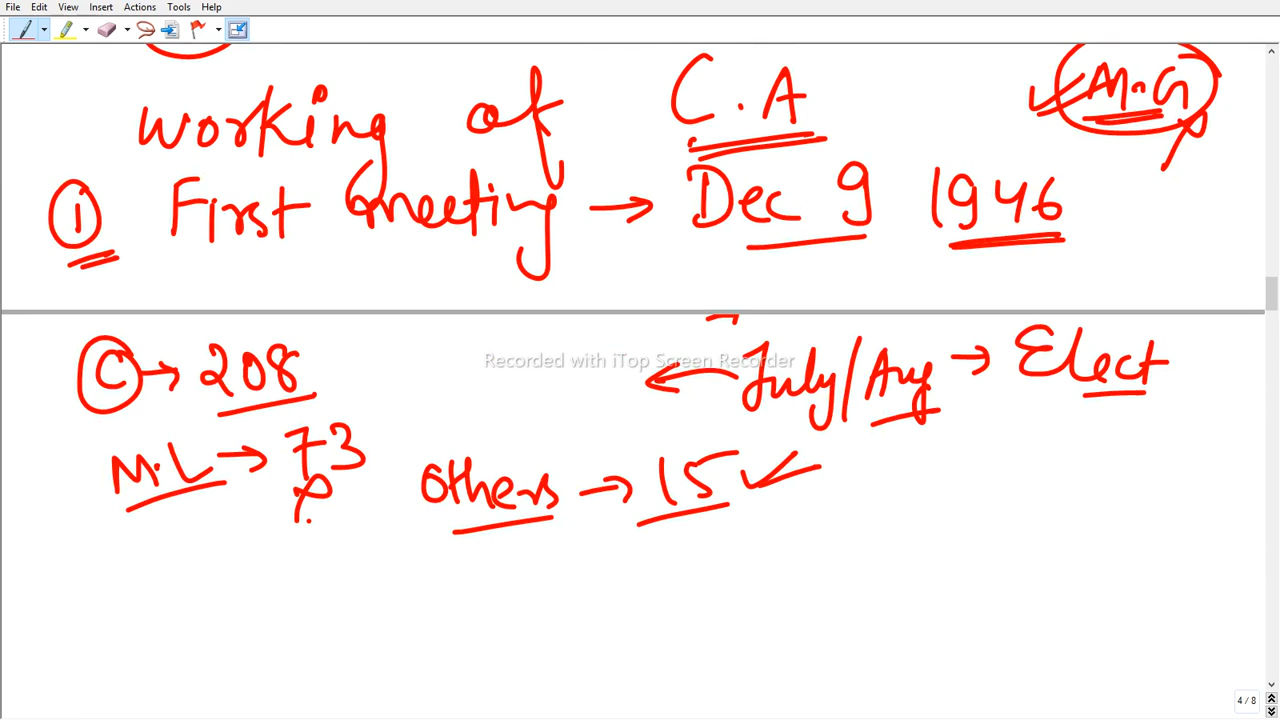 File Edit View Insert Actions Tools Help
working of C.A M.G
① First meeting → Dec 9 1946
Recorded with iTop Screen Recorder
C → 208 July/Aug → Elect
M.L → 73 Others → 15 ✓
4 / 8